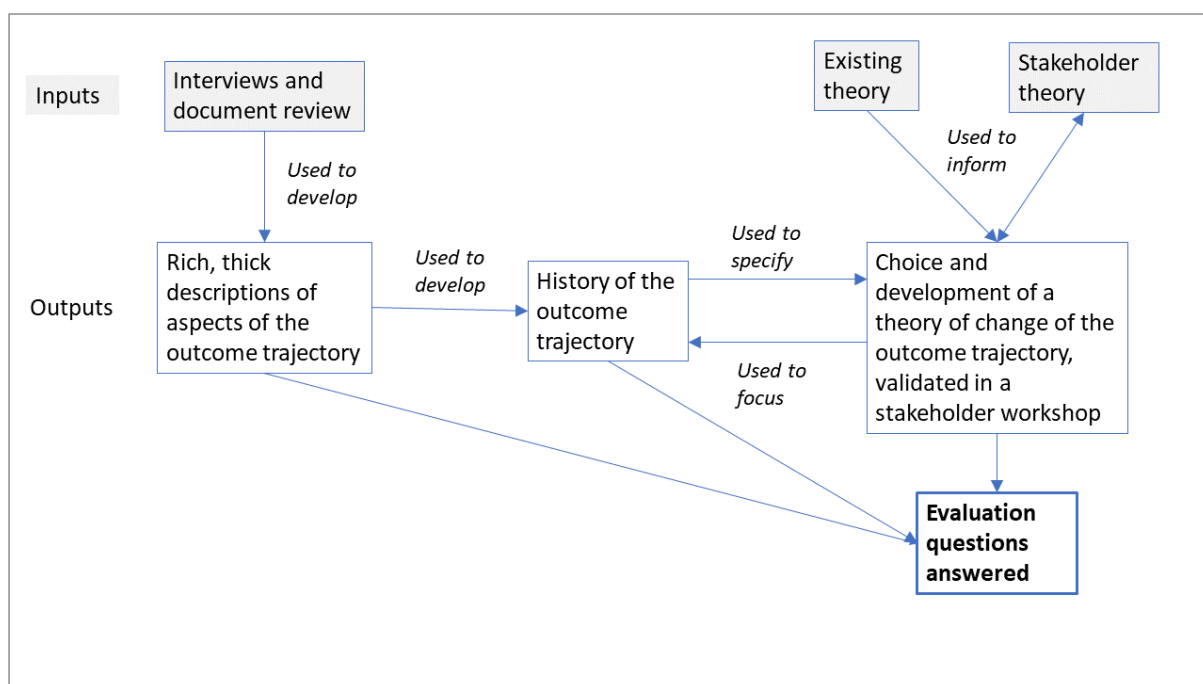 Inputs
Interviews and
document review
Existing
theory
Stakeholder
theory
Used to
develop
Used to
inform
Outputs
Rich, thick
descriptions of
aspects of the
outcome trajectory
Used to
develop
History of the
outcome
trajectory
Used to
specify
Used to
focus
Choice and
development of a
theory of change of the
outcome trajectory,
validated in a
stakeholder workshop
Evaluation
questions
answered